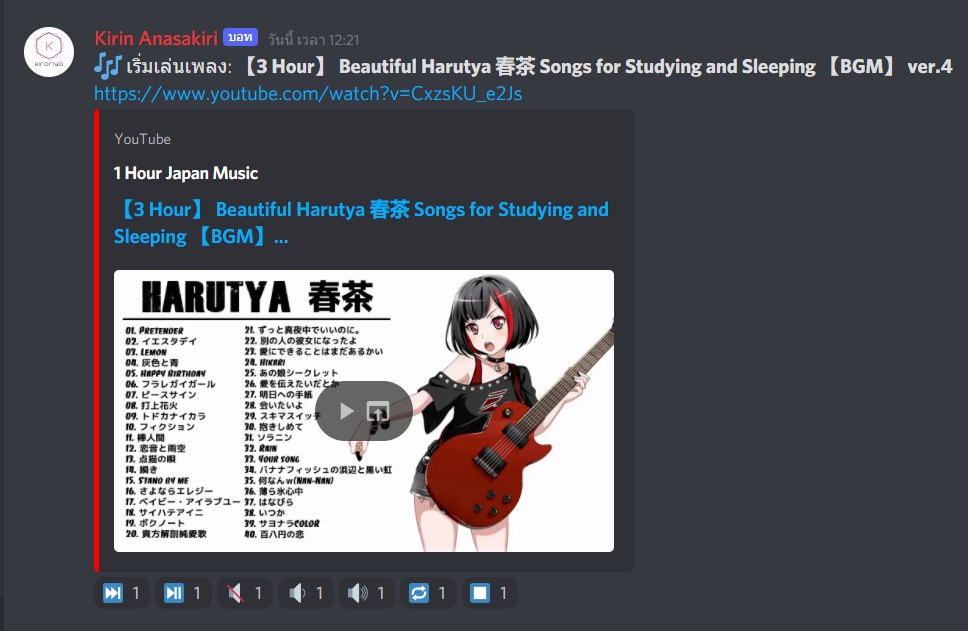 K
KIRONYA
Kirin Anasakiri บอท วันนี้ เวลา 12:21
🎶 เริ่มเล่นเพลง: 【3 Hour】 Beautiful Harutya 春茶 Songs for Studying and Sleeping 【BGM】 ver.4
https://www.youtube.com/watch?v=CxzsKU_e2Js
YouTube
1 Hour Japan Music
【3 Hour】 Beautiful Harutya 春茶 Songs for Studying and
Sleeping 【BGM】...
HARUTYA 春茶
01. PRETENDER
02. イエスタデイ
03. LEMON
04. 灰色と青
05. HAPPY BIRTHDAY
06. フラレガイガール
07. ピースサイン
08. 打上花火
09. トドカナイカラ
10. フィクション
11. 棒人間
12. 恋音と雨空
13. 点描の唄
14. 瞬き
15. STAND BY ME
16. さよならエレジー
17. ベイビー・アイラブユー
18. サイハテアイニ
19. ボクノート
20. 貴方解剖純愛歌
21. ずっと真夜中でいいのに。
22. 別の人の彼女になったよ
23. 愛にできることはまだあるかい
24. HIKARI
25. あの娘シークレット
26. 愛を伝えたいだとか
27. 明日への手紙
28. 会いたいよ
29. スキマスイッチ
30. 抱きしめて
31. ソラニン
32. RAIN
33. YOUR SONG
34. バナナフィッシュの浜辺と黒い虹
35. 何なんw(NAN-NAN)
36. 薄ら氷心中
37. はなびら
38. いつか
39. サヨナラCOLOR
40. 百八円の恋
1 1 1 1 1 1 1